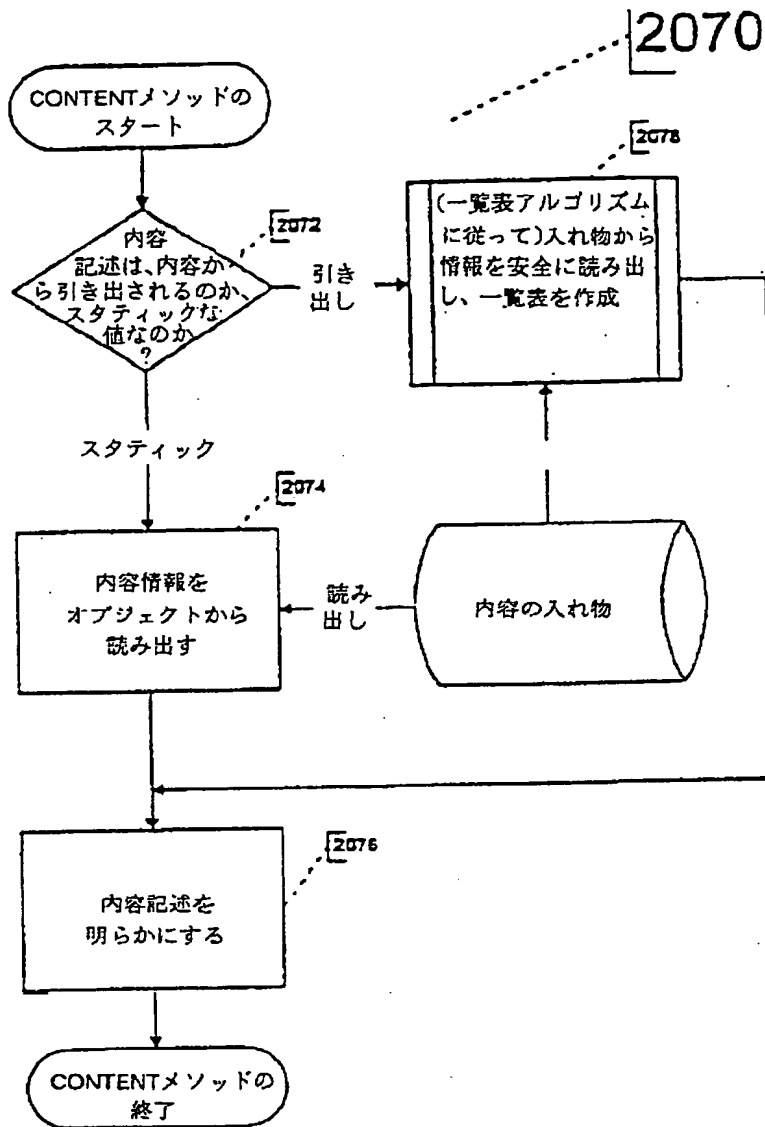 2070
CONTENTメソッドの
スタート
2078
(一覧表アルゴリズム
に従って)入れ物から
情報を安全に読み出
し、一覧表を作成
2072
内容
記述は、内容か
ら引き出されるのか、
スタティックな
値なのか
?
引き
出し
スタティック
2074
内容情報を
オブジェクトから
読み出す
読み
出し
内容の入れ物
2076
内容記述を
明らかにする
CONTENTメソッドの
終了